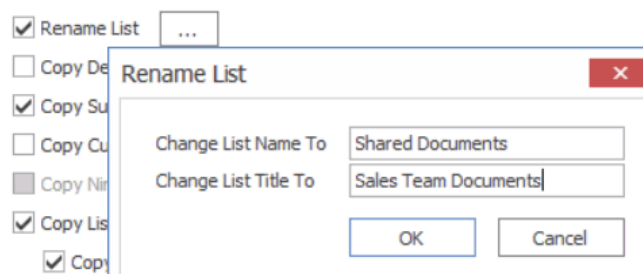 Rename List ...
Copy De
Rename List
Copy Su
Copy Cu
Change List Name To Shared Documents
Copy Nin
Change List Title To Sales Team Documents
Copy Lis
OK Cancel
Copy